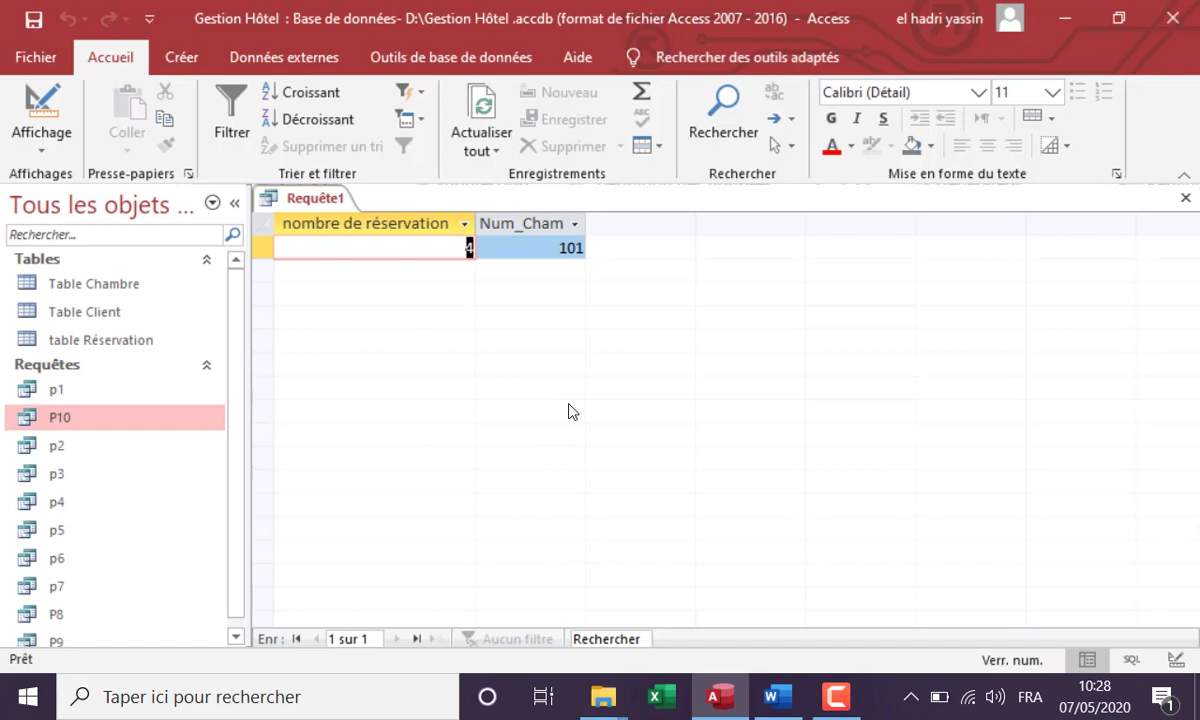 Gestion Hôtel : Base de données- D:\Gestion Hôtel .accdb (format de fichier Access 2007 - 2016) - Access
el hadri yassin
Fichier
Accueil
Créer
Données externes
Outils de base de données
Aide
Rechercher des outils adaptés
Affichage
Affichages
Coller
Presse-papiers
Filtrer
Croissant
Décroissant
Supprimer un tri
Trier et filtrer
Actualiser
tout
Nouveau
Enregistrer
Supprimer
Enregistrements
Rechercher
Rechercher
Calibri (Détail)
11
G I S
Mise en forme du texte
Tous les objets ...
Rechercher...
Tables
Table Chambre
Table Client
table Réservation
Requêtes
p1
P10
p2
p3
p4
p5
p6
p7
P8
P9
Requête1
nombre de réservation
Num_Cham
4
101
Enr :
1 sur 1
Aucun filtre
Rechercher
Prêt
Verr. num.
SQL
Taper ici pour rechercher
FRA
10:28
07/05/2020
1